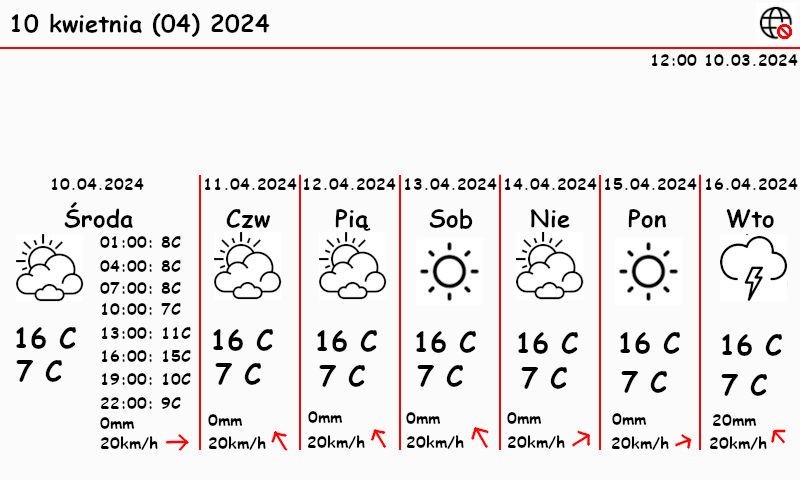 10 kwietnia (04) 2024
12:00 10.03.2024
10.04.2024
Środa
01:00: 8C
04:00: 8C
07:00: 8C
10:00: 7C
13:00: 11C
16:00: 15C
19:00: 10C
22:00: 9C
16 C
7 C
0mm
20km/h
11.04.2024
Czw
16 C
7 C
0mm
20km/h
12.04.2024
Pią
16 C
7 C
0mm
20km/h
13.04.2024
Sob
16 C
7 C
0mm
20km/h
14.04.2024
Nie
16 C
7 C
0mm
20km/h
15.04.2024
Pon
16 C
7 C
0mm
20km/h
16.04.2024
Wto
16 C
7 C
20mm
20km/h